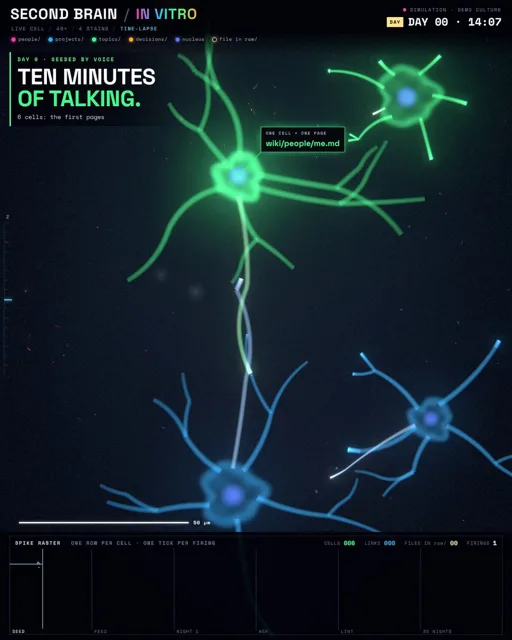 SECOND BRAIN / IN VITRO
SIMULATION · DEMO CULTURE
DAY DAY 00 · 14:07
LIVE CELL / 40× / 4 STAINS / TIME-LAPSE
people/ projects/ topics/ decisions/ nucleus file in raw/
DAY 0 · SEEDED BY VOICE
TEN MINUTES
OF TALKING.
6 cells: the first pages
ONE CELL = ONE PAGE
wiki/people/me.md
Z
50 µm
SPIKE RASTER ONE ROW PER CELL · ONE TICK PER FIRING
CELLS 006 LINKS 000 FILES IN raw/ 00 FIRINGS 1
SEED FEED NIGHT 1 ASK LINT 30 NIGHTS